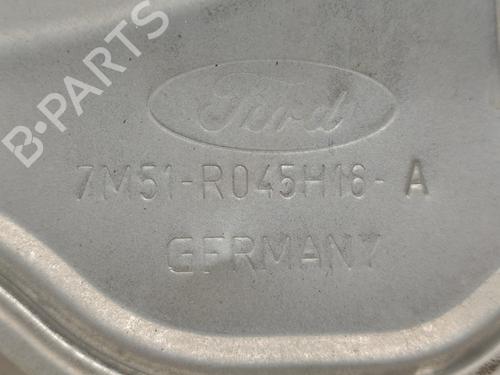 B-PARTS
Ford
7M51-R045H16- A
GERMANY